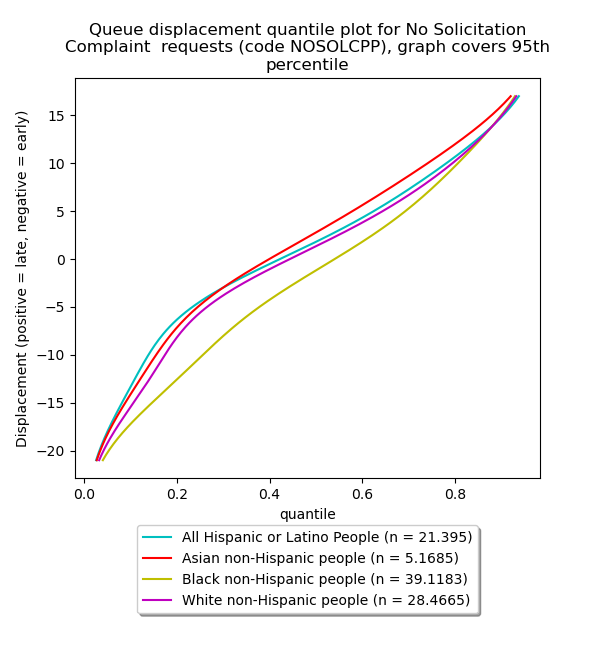 Queue displacement quantile plot for No Solicitation
Complaint  requests (code NOSOLCPP), graph covers 95th
percentile
Displacement (positive = late, negative = early)
15
10
5
0
−5
−10
−15
−20
0.0
0.2
0.4
0.6
0.8
quantile
All Hispanic or Latino People (n = 21.395)
Asian non-Hispanic people (n = 5.1685)
Black non-Hispanic people (n = 39.1183)
White non-Hispanic people (n = 28.4665)